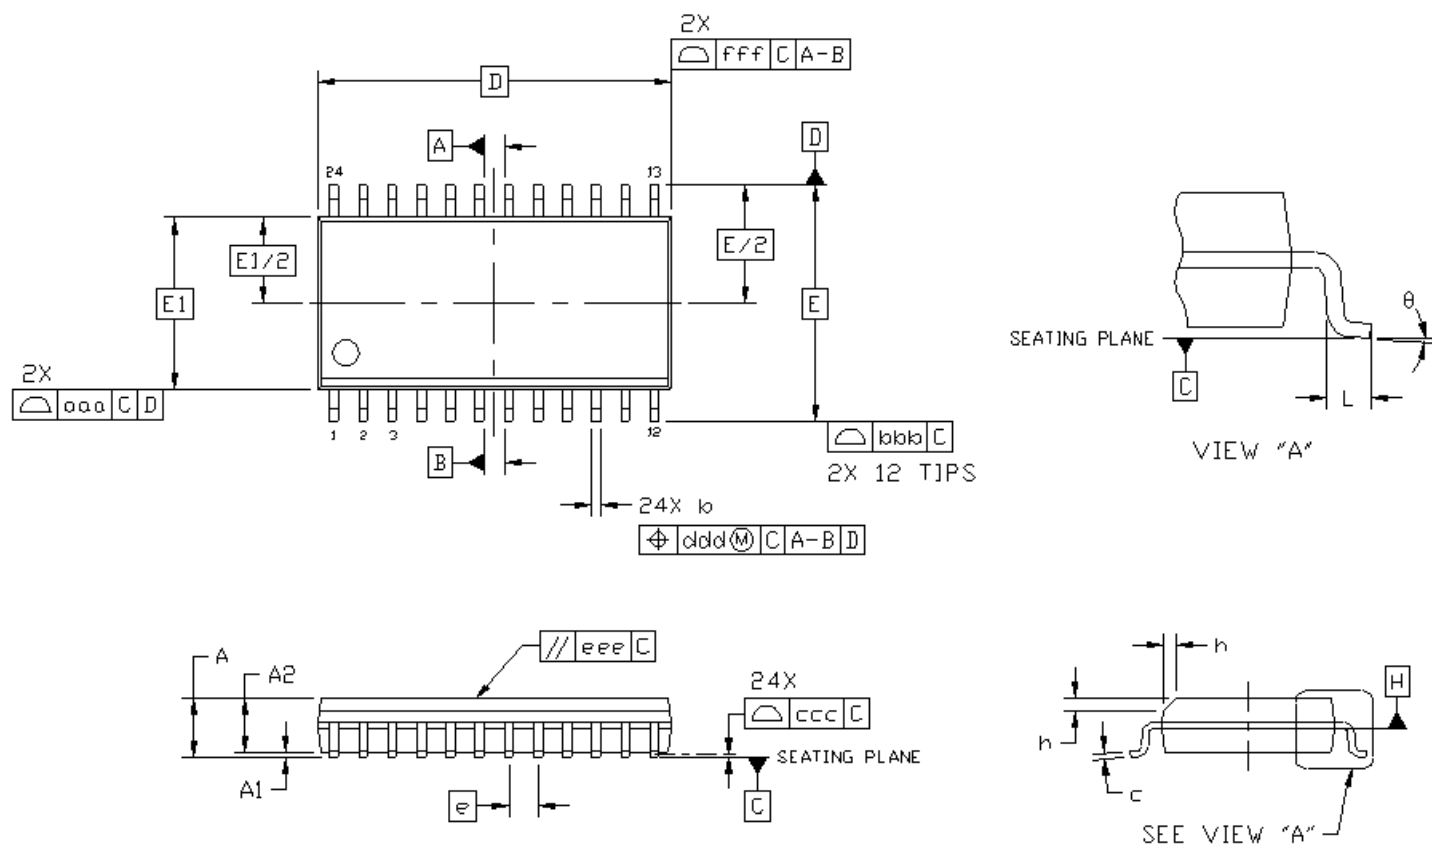 2X
⌓ fff C A-B
D
A
D
24
13
E1/2
E/2
E1
E
2X
⌓ aaa C D
1 2 3
12
B
⌓ bbb C
2X 12 TIPS
24X b
⌖ ddd Ⓜ C A-B D
θ
SEATING PLANE
C
L
VIEW "A"
// eee C
A
A2
24X
⌓ ccc C
SEATING PLANE
A1
e
C
h
H
h
c
SEE VIEW "A"